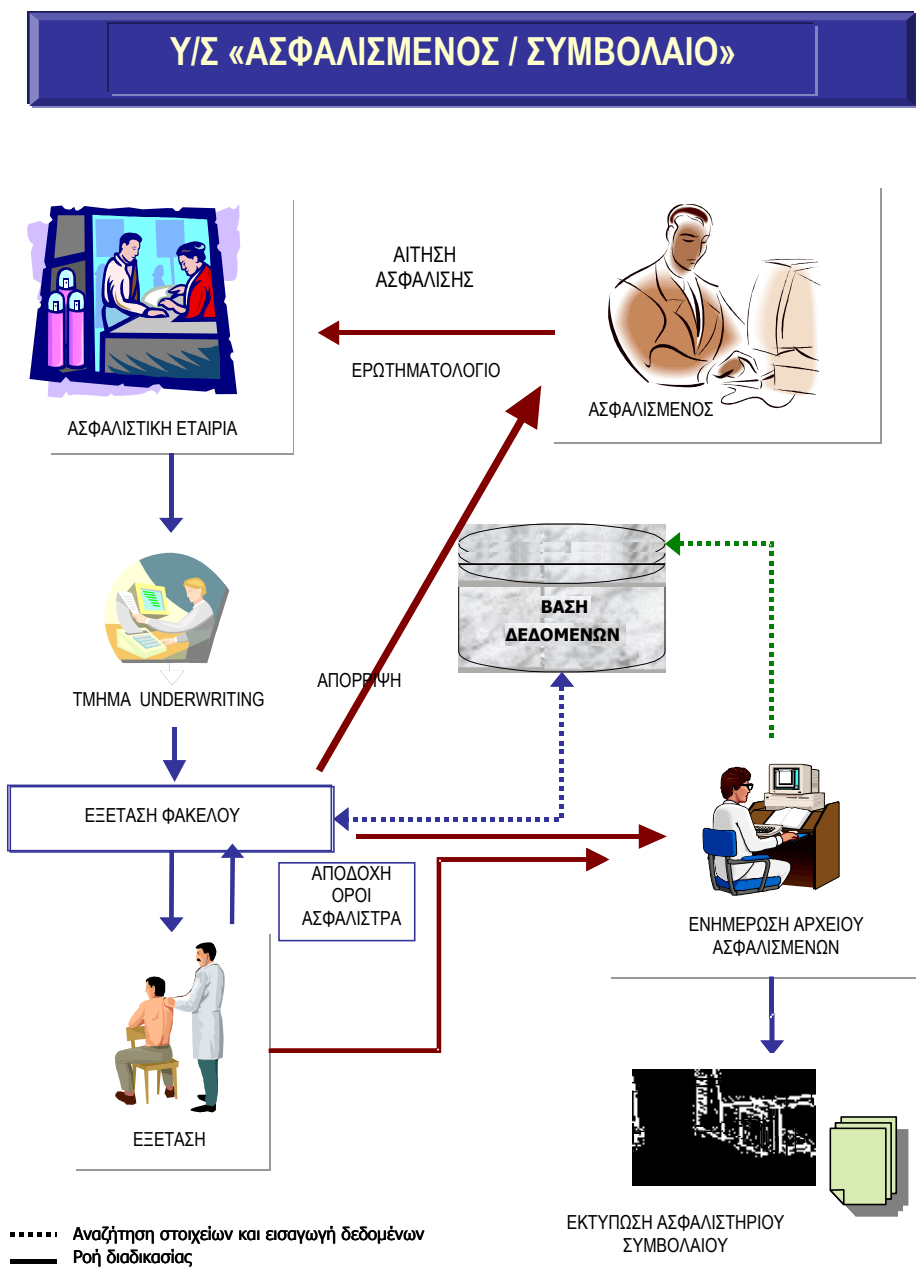 Υ/Σ «ΑΣΦΑΛΙΣΜΕΝΟΣ / ΣΥΜΒΟΛΑΙΟ»
ΑΙΤΗΣΗ
ΑΣΦΑΛΙΣΗΣ
ΕΡΩΤΗΜΑΤΟΛΟΓΙΟ
ΑΣΦΑΛΙΣΜΕΝΟΣ
ΑΣΦΑΛΙΣΤΙΚΗ ΕΤΑΙΡΙΑ
ΒΑΣΗ
ΔΕΔΟΜΕΝΩΝ
ΑΠΟΡΡΙΨΗ
ΤΜΗΜΑ UNDERWRITING
ΕΞΕΤΑΣΗ ΦΑΚΕΛΟΥ
ΑΠΟΔΟΧΗ
ΟΡΟΙ
ΑΣΦΑΛΙΣΤΡΑ
ΕΝΗΜΕΡΩΣΗ ΑΡΧΕΙΟΥ
ΑΣΦΑΛΙΣΜΕΝΩΝ
ΕΞΕΤΑΣΗ
ΕΚΤΥΠΩΣΗ ΑΣΦΑΛΙΣΤΗΡΙΟΥ
ΣΥΜΒΟΛΑΙΟΥ
Αναζήτηση στοιχείων και εισαγωγή δεδομένων
Ροή διαδικασίας